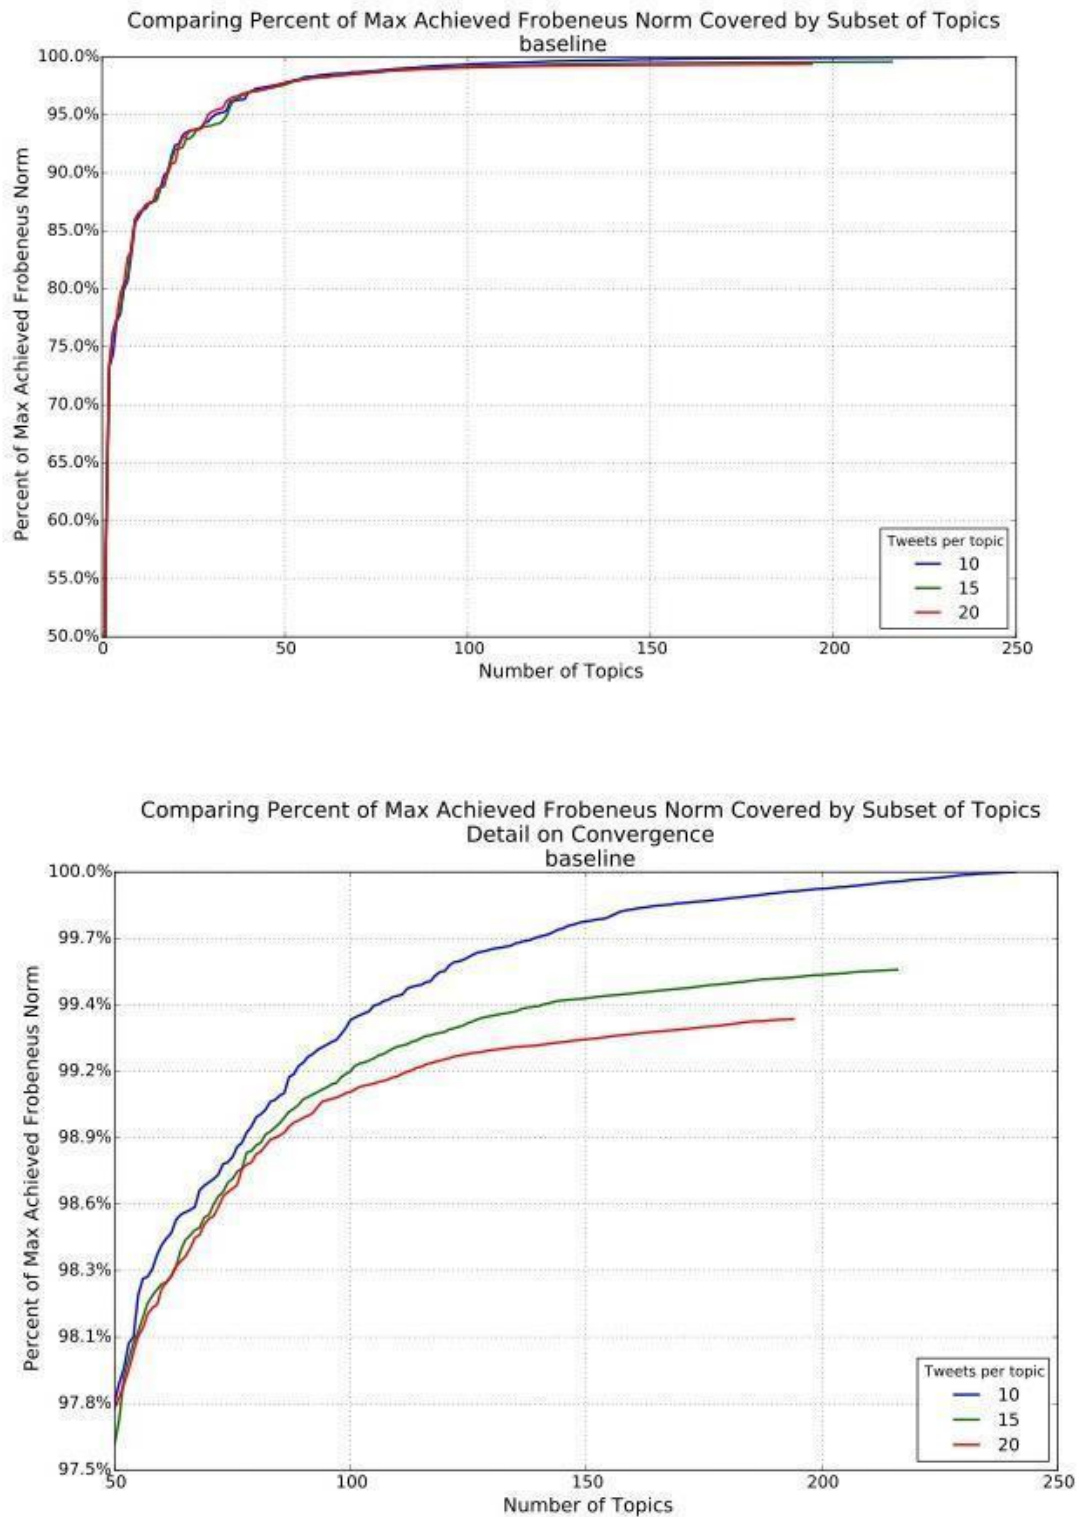 Comparing Percent of Max Achieved Frobeneus Norm Covered by Subset of Topics
baseline
Percent of Max Achieved Frobeneus Norm
100.0%
95.0%
90.0%
85.0%
80.0%
75.0%
70.0%
65.0%
60.0%
55.0%
50.0%
Tweets per topic
10
15
20
0 50 100 150 200 250
Number of Topics
Comparing Percent of Max Achieved Frobeneus Norm Covered by Subset of Topics
Detail on Convergence
baseline
Percent of Max Achieved Frobeneus Norm
100.0%
99.7%
99.4%
99.2%
98.9%
98.6%
98.3%
98.1%
97.8%
97.5%
Tweets per topic
10
15
20
50 100 150 200 250
Number of Topics